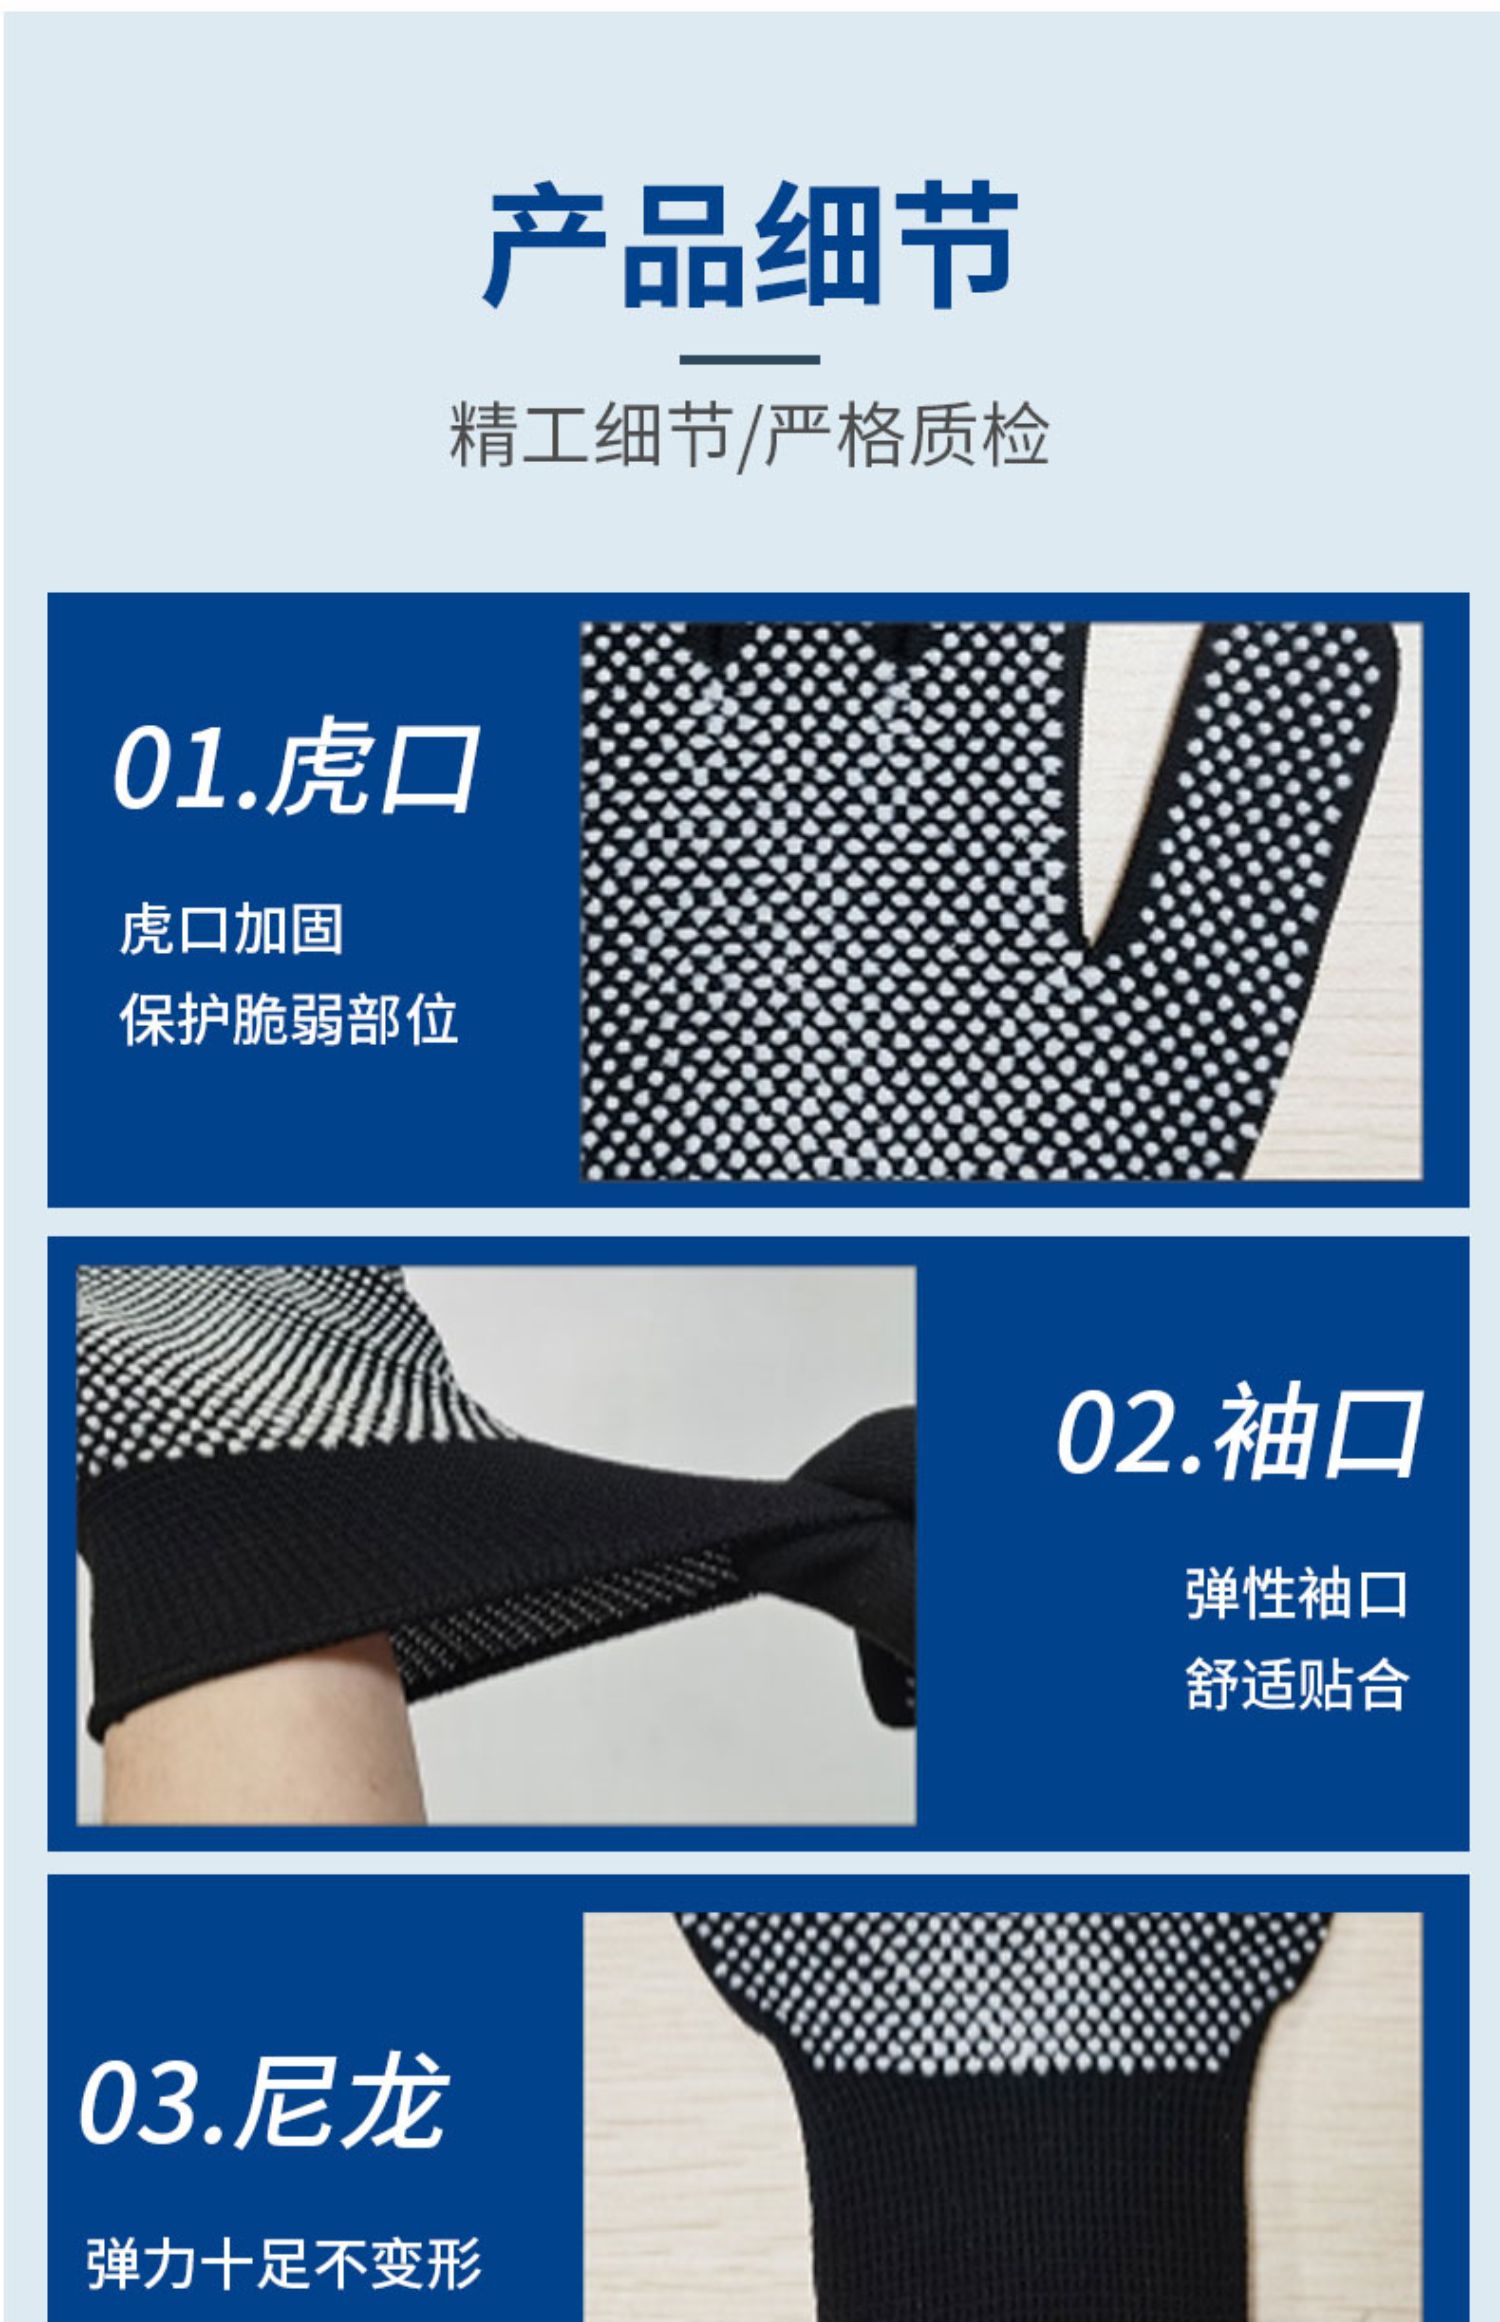 产品细节
精工细节/严格质检
01.虎口
虎口加固
保护脆弱部位
02.袖口
弹性袖口
舒适贴合
03.尼龙
弹力十足不变形